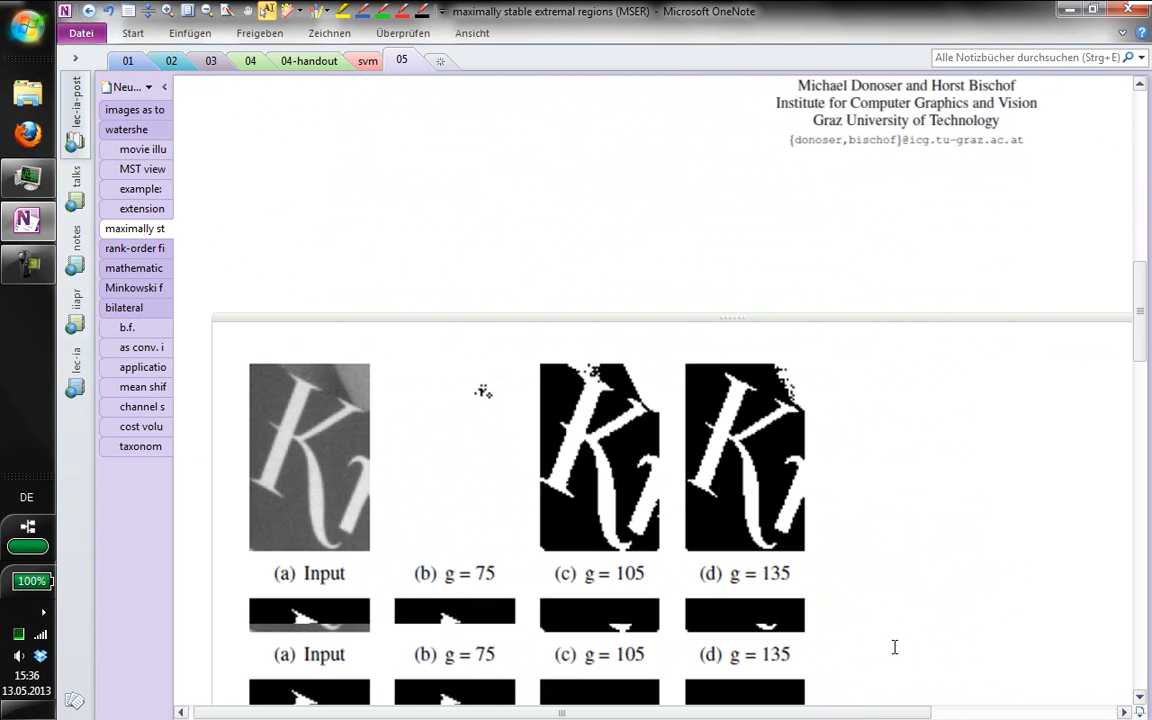 maximally stable extremal regions (MSER) - Microsoft OneNote
Datei Start Einfügen Freigeben Zeichnen Überprüfen Ansicht
01 02 03 04 04-handout svm 05
Alle Notizbücher durchsuchen (Strg+E)
lec-ia-post
talks
notes
iiapr
lec-ia
Neu...
images as to
watershe
movie illu
MST view
example:
extension
maximally st
rank-order fi
mathematic
Minkowski f
bilateral
b.f.
as conv. i
applicatio
mean shif
channel s
cost volu
taxonom
Michael Donoser and Horst Bischof
Institute for Computer Graphics and Vision
Graz University of Technology
{donoser,bischof}@icg.tu-graz.ac.at
(a) Input (b) g = 75 (c) g = 105 (d) g = 135
(a) Input (b) g = 75 (c) g = 105 (d) g = 135
DE
100%
15:36
13.05.2013